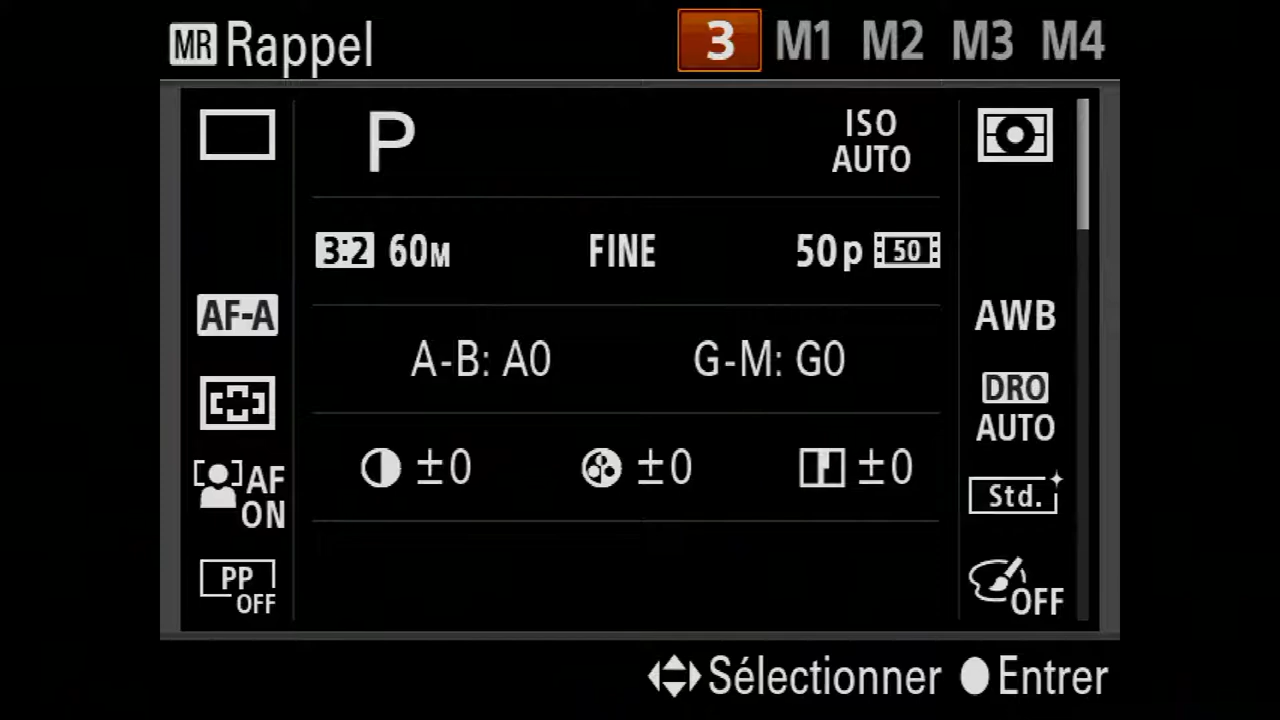 MR Rappel 3 M1 M2 M3 M4
P ISO
AUTO
3:2 60M FINE 50p 50
AF-A AWB
A-B: A0 G-M: G0
DRO
AUTO
±0 ±0 ±0
AF
ON
Std.
PP
OFF
OFF
Sélectionner Entrer